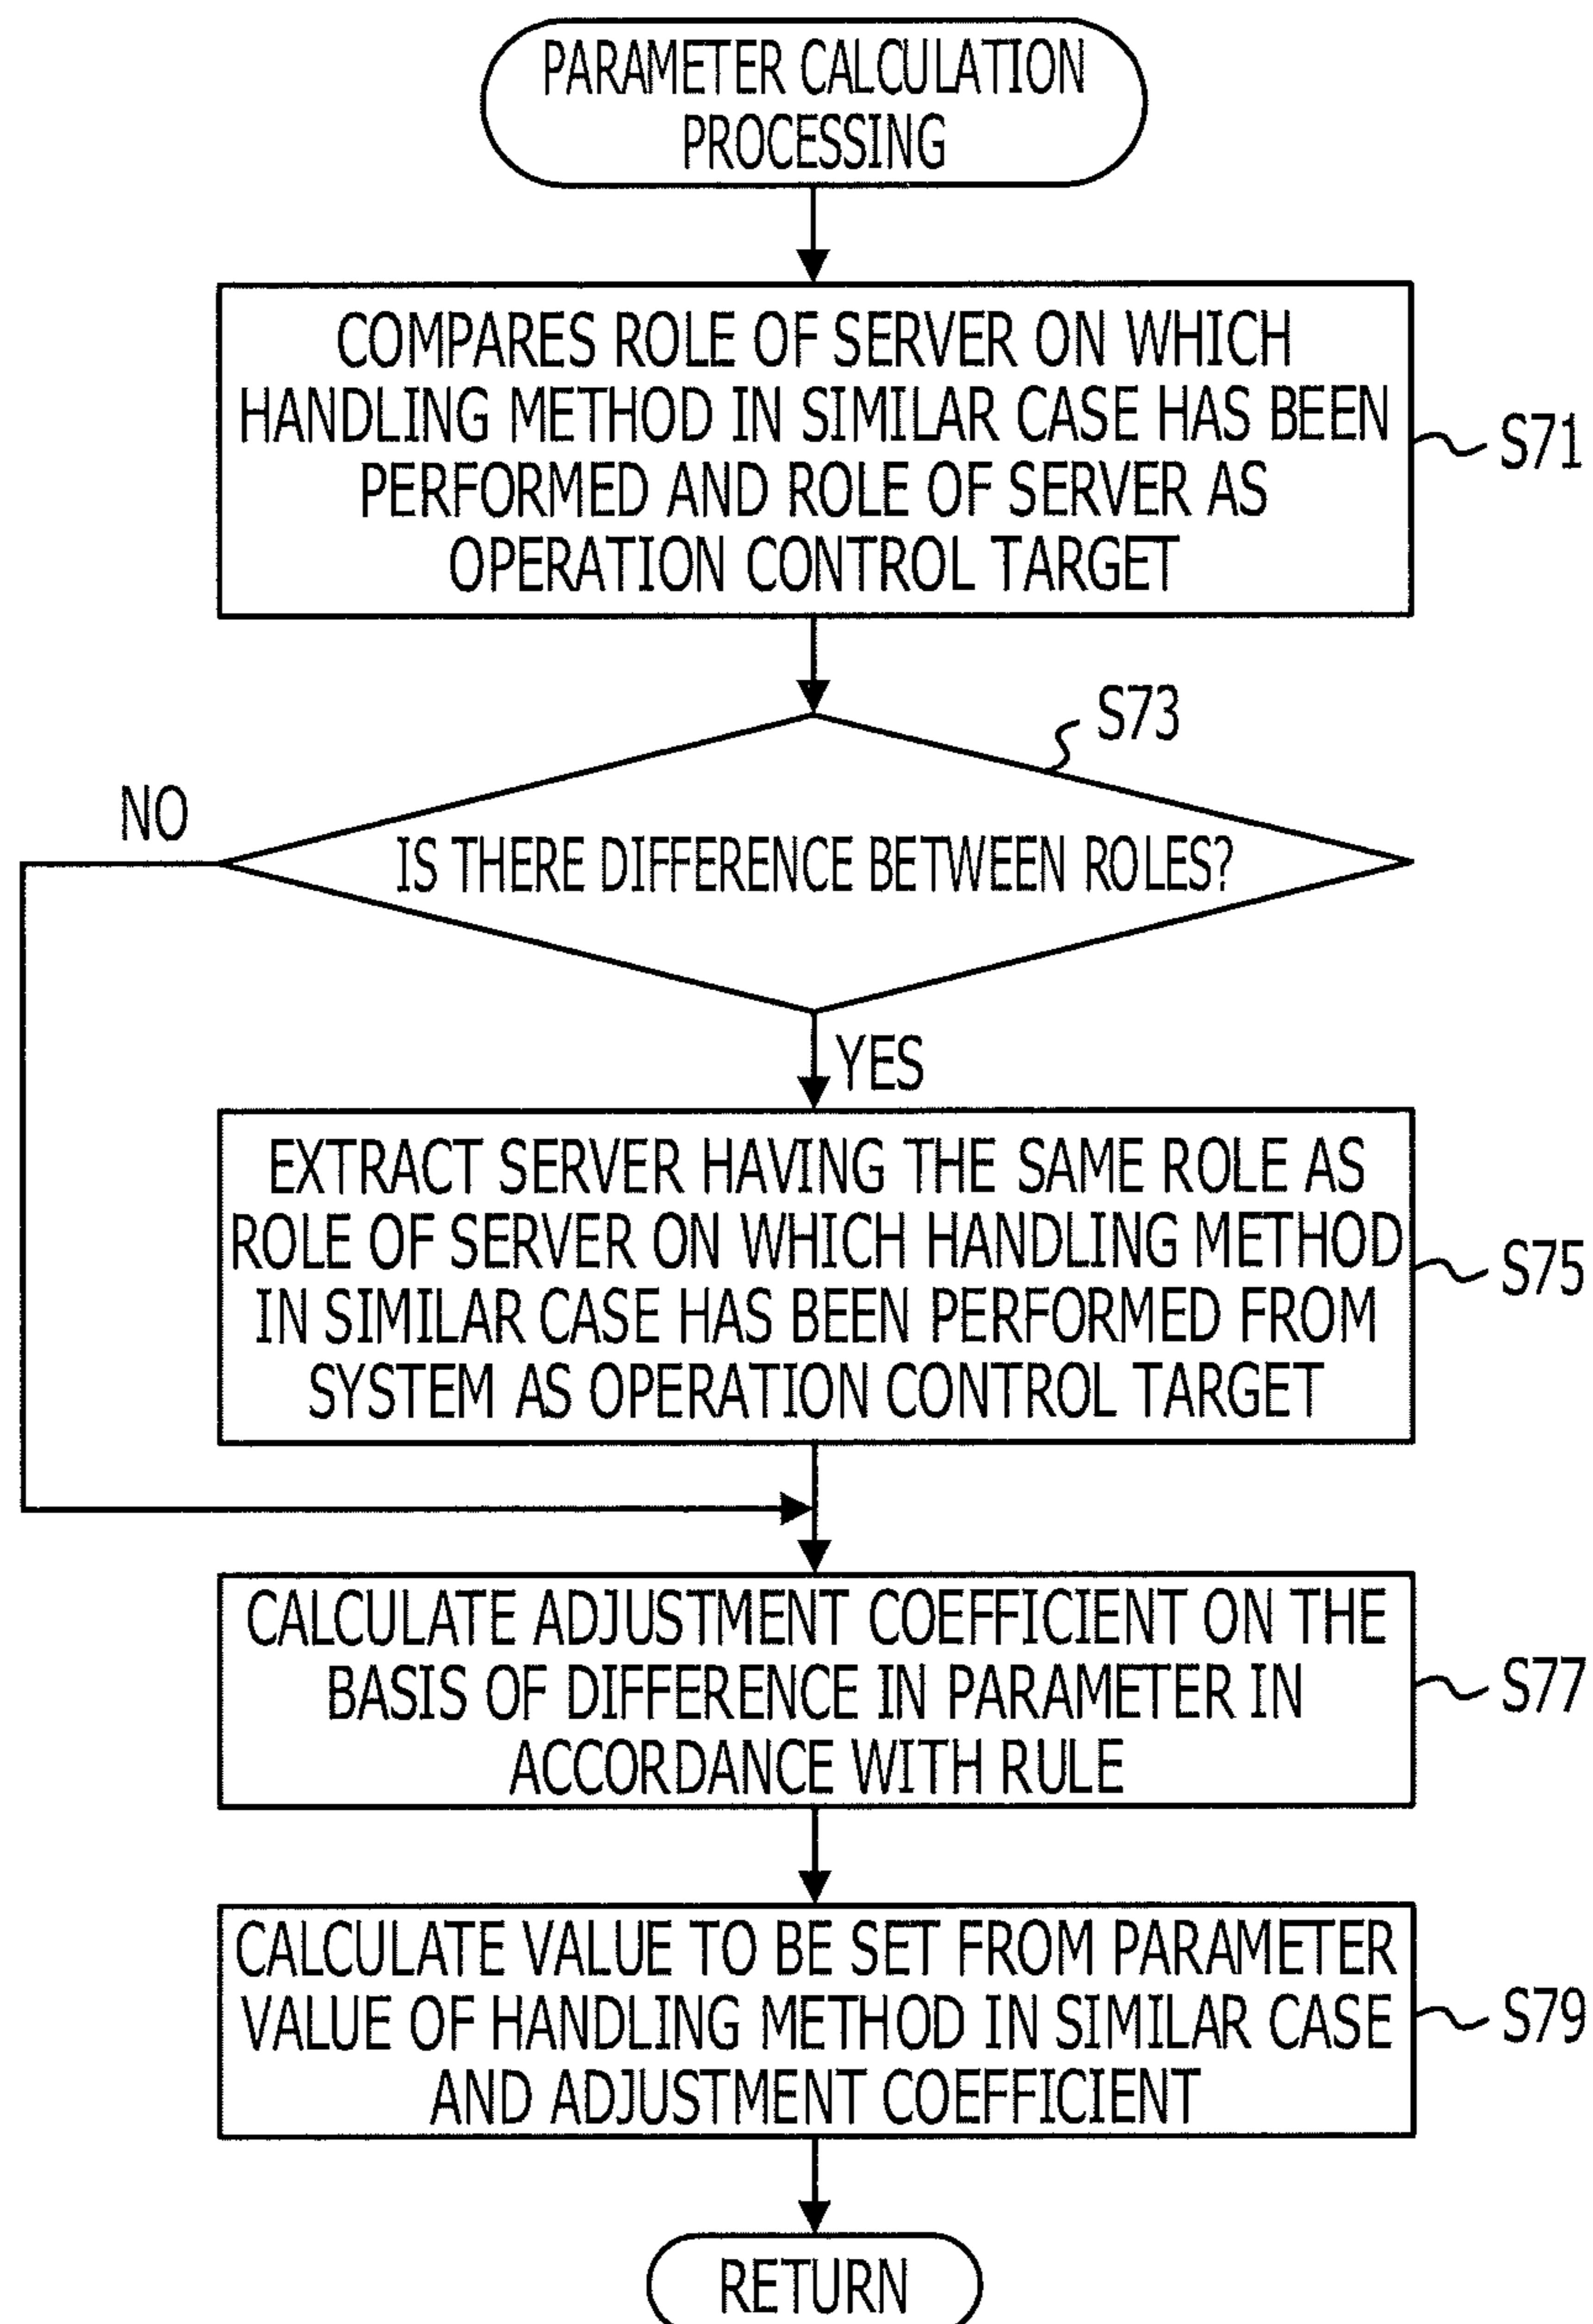 PARAMETER CALCULATION
PROCESSING
COMPARES ROLE OF SERVER ON WHICH
HANDLING METHOD IN SIMILAR CASE HAS BEEN
PERFORMED AND ROLE OF SERVER AS
OPERATION CONTROL TARGET
S71
S73
NO
IS THERE DIFFERENCE BETWEEN ROLES?
YES
EXTRACT SERVER HAVING THE SAME ROLE AS
ROLE OF SERVER ON WHICH HANDLING METHOD
IN SIMILAR CASE HAS BEEN PERFORMED FROM
SYSTEM AS OPERATION CONTROL TARGET
S75
CALCULATE ADJUSTMENT COEFFICIENT ON THE
BASIS OF DIFFERENCE IN PARAMETER IN
ACCORDANCE WITH RULE
S77
CALCULATE VALUE TO BE SET FROM PARAMETER
VALUE OF HANDLING METHOD IN SIMILAR CASE
AND ADJUSTMENT COEFFICIENT
S79
RETURN